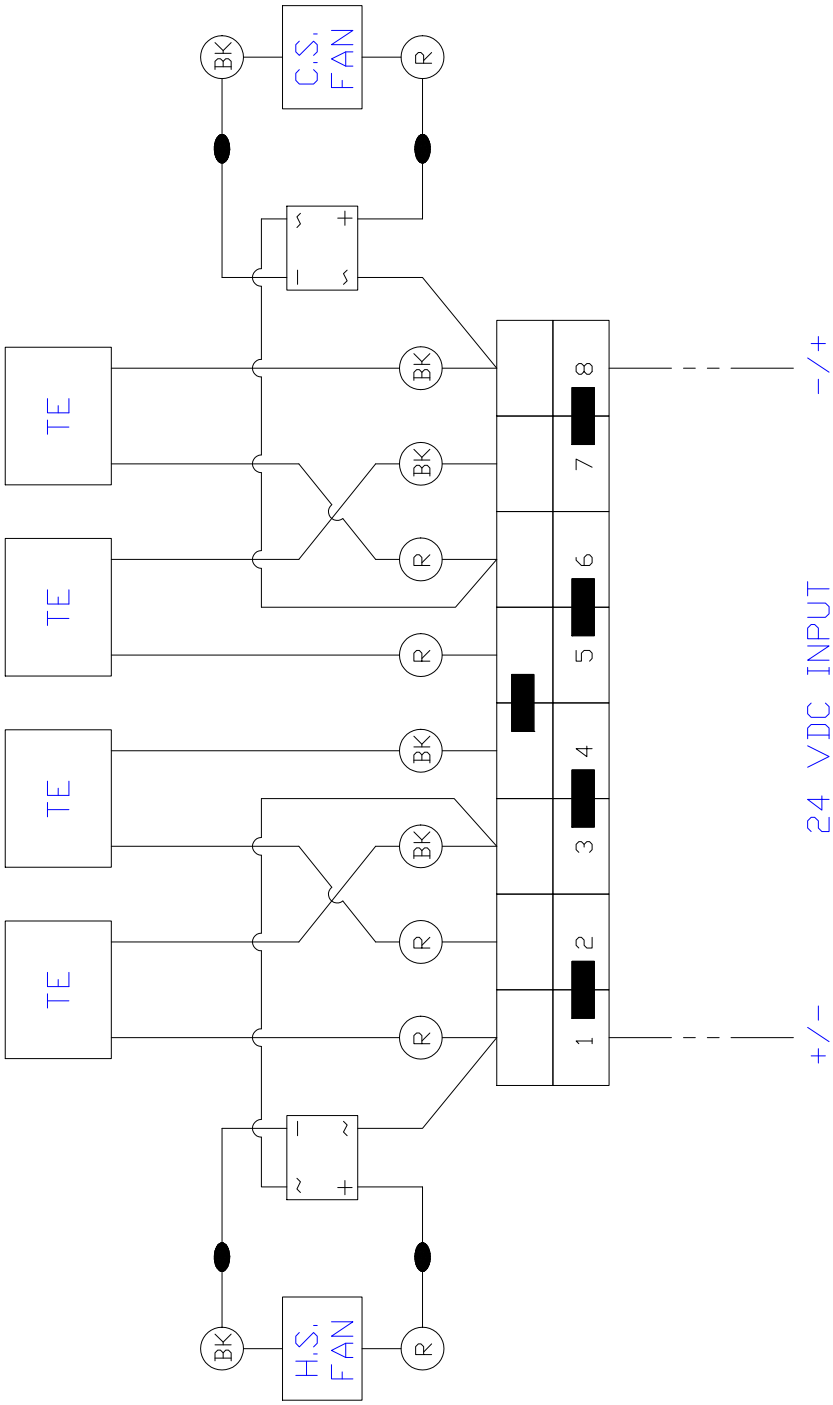 TE TE TE TE
BK BK
H.S. ~ − − ~ C.S.
FAN + ~ ~ + FAN
R R R BK BK R R BK BK R
1 2 3 4 5 6 7 8
+/- 24 VDC INPUT -/+